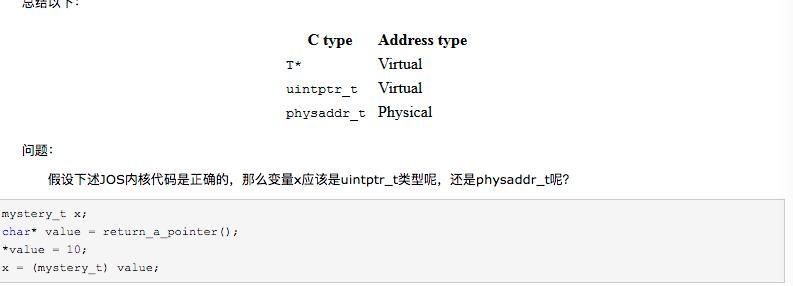 总结以下：
C type Address type
T* Virtual
uintptr_t Virtual
physaddr_t Physical
问题：
假设下述JOS内核代码是正确的，那么变量x应该是uintptr_t类型呢，还是physaddr_t呢?
mystery_t x;
char* value = return_a_pointer();
*value = 10;
x = (mystery_t) value;